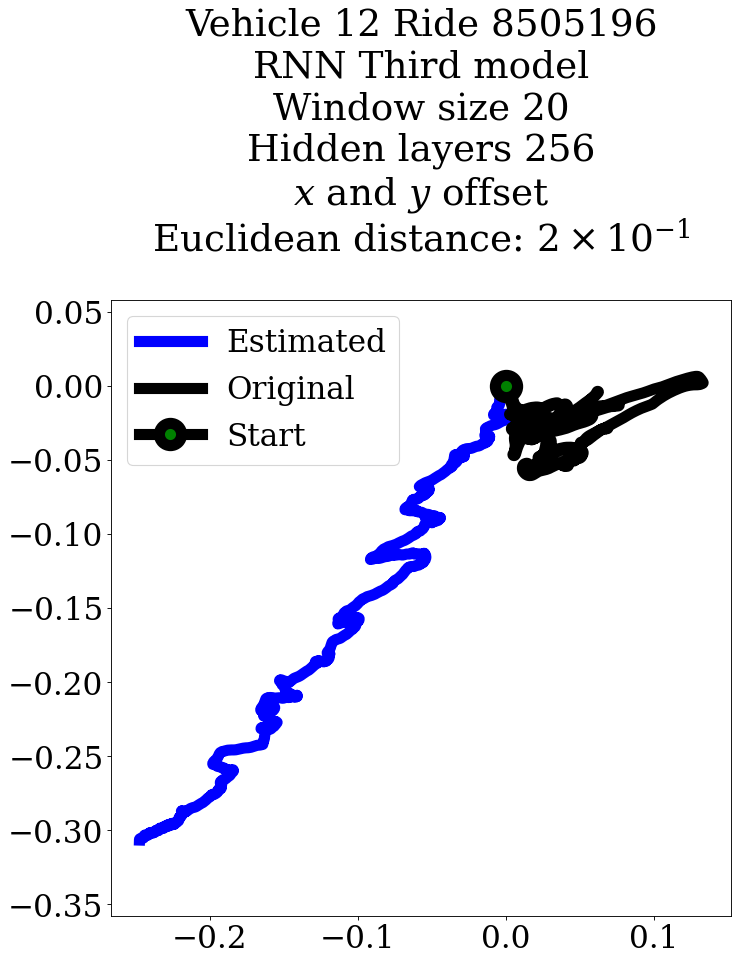 Vehicle 12 Ride 8505196
RNN Third model
Window size 20
Hidden layers 256
x and y offset
Euclidean distance: 2 × 10⁻¹
Estimated
Original
Start
0.05
0.00
−0.05
−0.10
−0.15
−0.20
−0.25
−0.30
−0.35
−0.2
−0.1
0.0
0.1